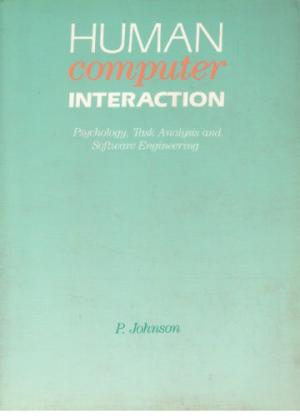 HUMAN
computer
INTERACTION
Psychology, Task Analysis and
Software Engineering
P. Johnson